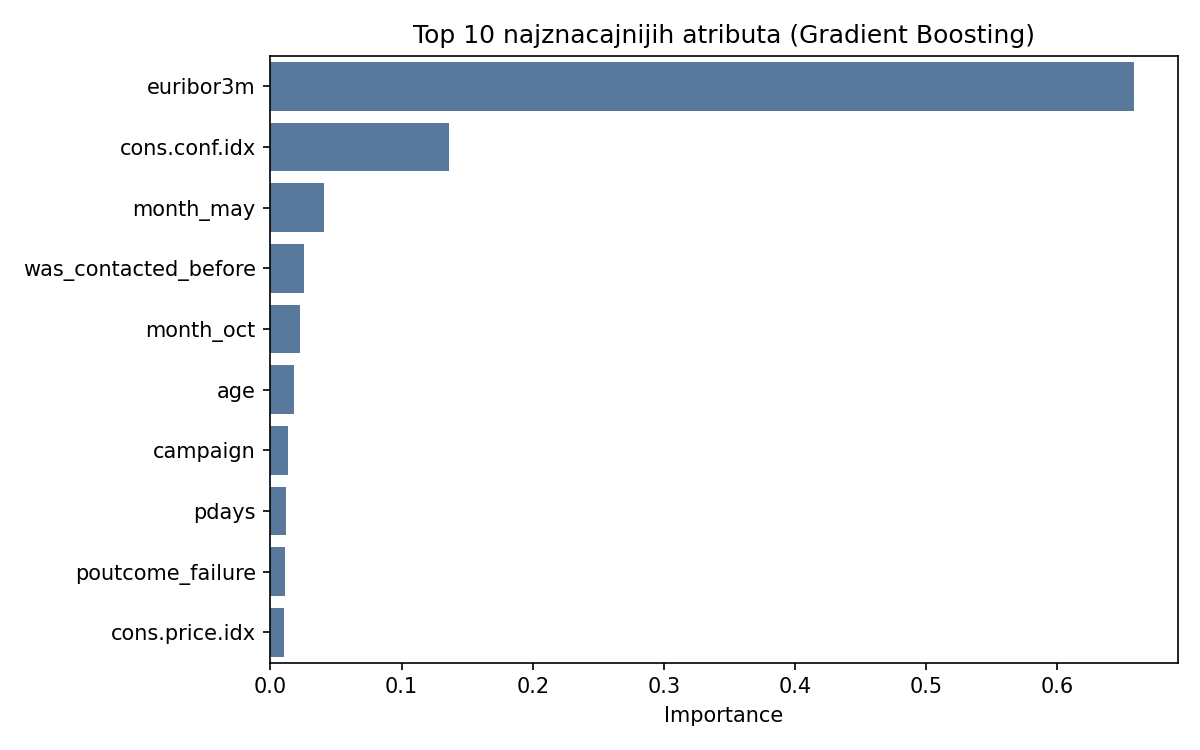 Top 10 najznacajnijih atributa (Gradient Boosting)
euribor3m
cons.conf.idx
month_may
was_contacted_before
month_oct
age
campaign
pdays
poutcome_failure
cons.price.idx
0.0 0.1 0.2 0.3 0.4 0.5 0.6
Importance